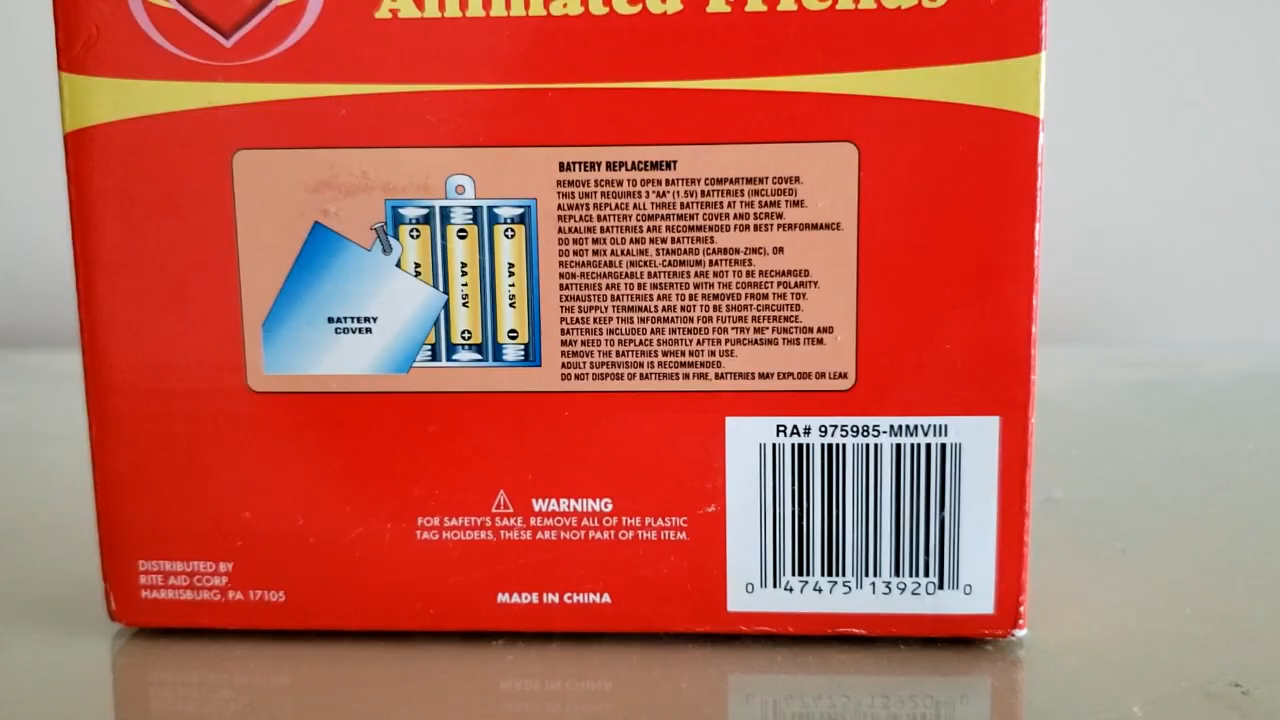 Animated Friends
BATTERY REPLACEMENT
REMOVE SCREW TO OPEN BATTERY COMPARTMENT COVER.
THIS UNIT REQUIRES 3 "AA" (1.5V) BATTERIES (INCLUDED)
ALWAYS REPLACE ALL THREE BATTERIES AT THE SAME TIME.
REPLACE BATTERY COMPARTMENT COVER AND SCREW.
ALKALINE BATTERIES ARE RECOMMENDED FOR BEST PERFORMANCE.
DO NOT MIX OLD AND NEW BATTERIES.
DO NOT MIX ALKALINE, STANDARD (CARBON-ZINC), OR
RECHARGEABLE (NICKEL-CADMIUM) BATTERIES.
NON-RECHARGEABLE BATTERIES ARE NOT TO BE RECHARGED.
BATTERIES ARE TO BE INSERTED WITH THE CORRECT POLARITY.
EXHAUSTED BATTERIES ARE TO BE REMOVED FROM THE TOY.
THE SUPPLY TERMINALS ARE NOT TO BE SHORT-CIRCUITED.
PLEASE KEEP THIS INFORMATION FOR FUTURE REFERENCE.
BATTERIES INCLUDED ARE INTENDED FOR "TRY ME" FUNCTION AND
MAY NEED TO REPLACE SHORTLY AFTER PURCHASING THIS ITEM.
REMOVE THE BATTERIES WHEN NOT IN USE.
ADULT SUPERVISION IS RECOMMENDED.
DO NOT DISPOSE OF BATTERIES IN FIRE, BATTERIES MAY EXPLODE OR LEAK
AA 1.5V
AA 1.5V
AA 1.5V
BATTERY
COVER
RA# 975985-MMVIII
0 47475 13920 0
WARNING
FOR SAFETY'S SAKE, REMOVE ALL OF THE PLASTIC
TAG HOLDERS, THESE ARE NOT PART OF THE ITEM.
DISTRIBUTED BY
RITE AID CORP.
HARRISBURG, PA 17105
MADE IN CHINA